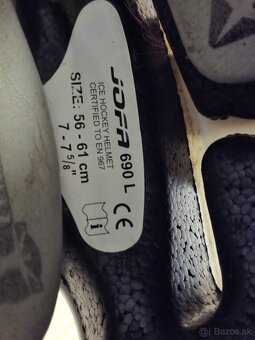 JOFA 690 L
ICE HOCKEY HELMET
CERTIFIED TO EN 967
SIZE: 56 - 61 cm
7 - 7 5/8"
CE
i
bazar.sk